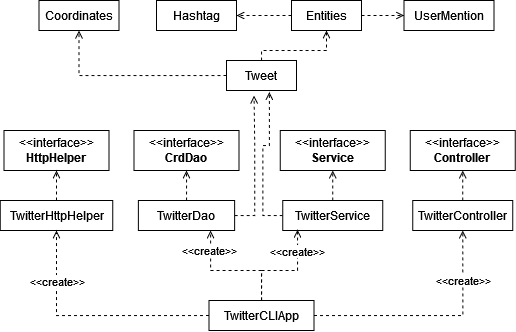 Coordinates
Hashtag
Entities
UserMention
Tweet
<<interface>>
HttpHelper
<<interface>>
CrdDao
<<interface>>
Service
<<interface>>
Controller
TwitterHttpHelper
TwitterDao
TwitterService
TwitterController
<<create>>
<<create>>
<<create>>
<<create>>
TwitterCLIApp